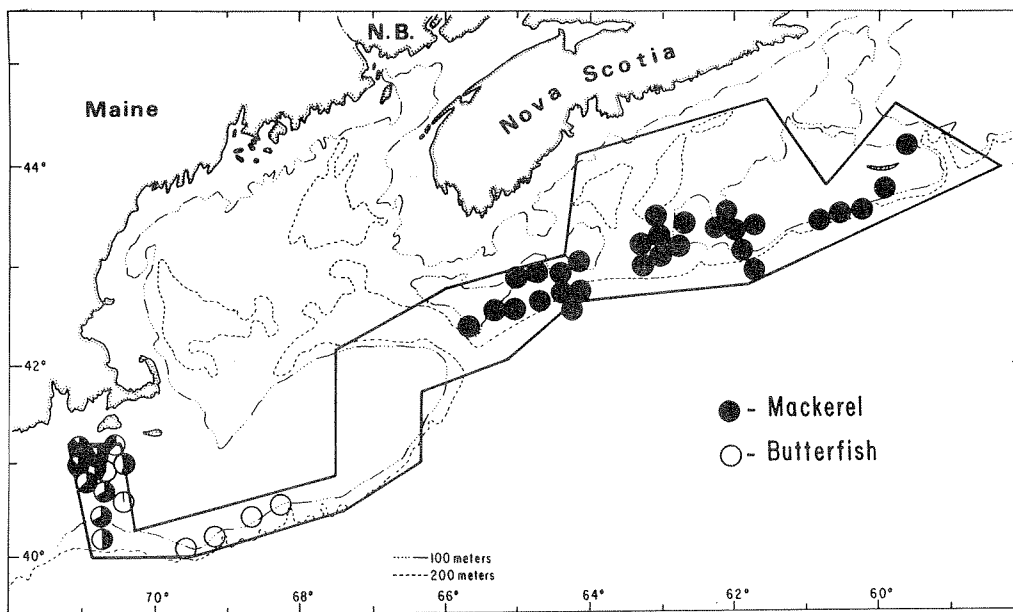 N.B.
Maine
Nova Scotia
44°
42°
40°
- Mackerel
- Butterfish
100 meters
200 meters
70
68
66
64
62
60